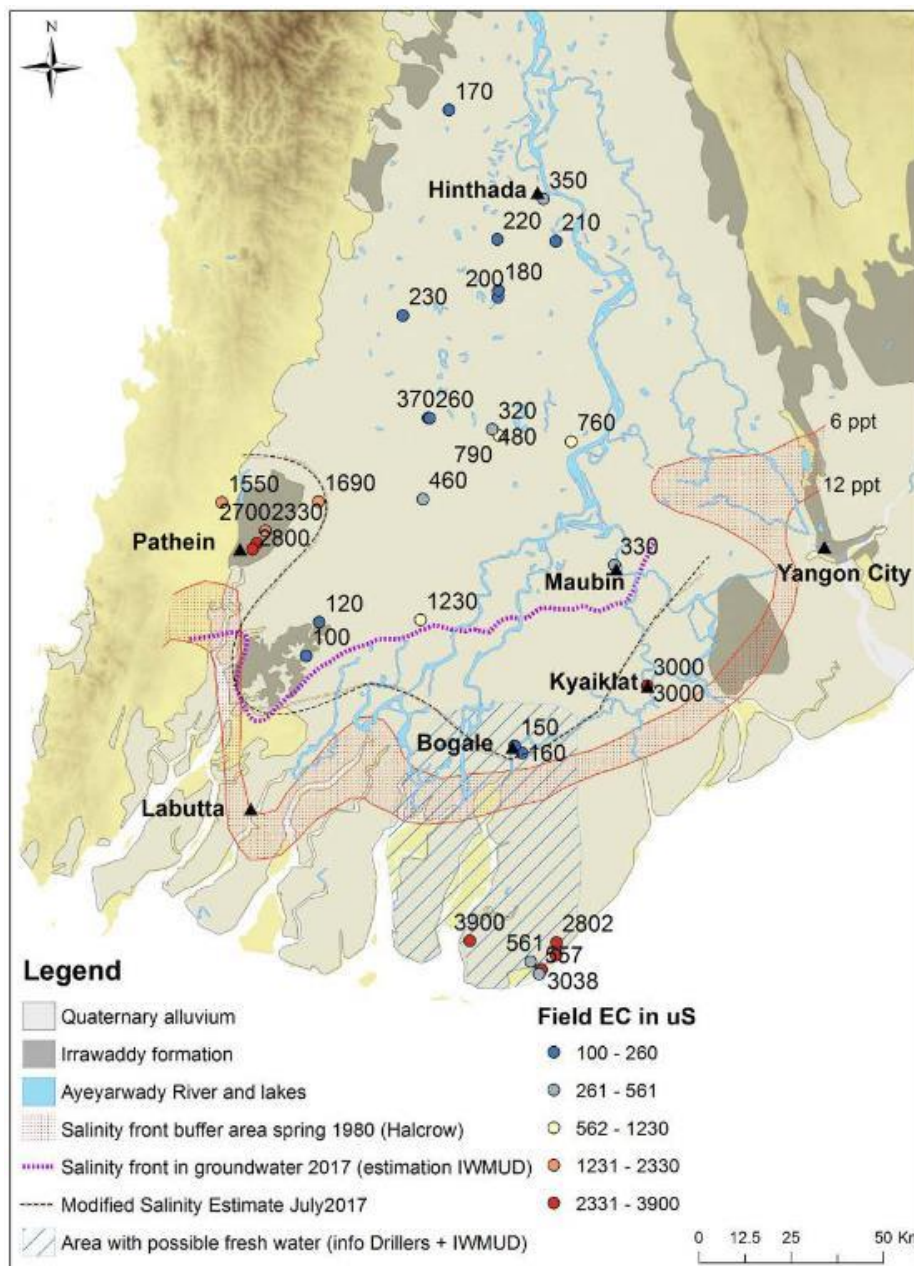 N
170
Hinthada
350
220
210
180
200
230
370260
320
480
760
790
460
6 ppt
12 ppt
1550
1690
27002330
2800
Pathein
330
Maubin
Yangon City
120
1230
100
Kyaiklat
3000
3000
150
Bogale
160
Labutta
3900
2802
561
557
3038
Legend
Quaternary alluvium
Irrawaddy formation
Ayeyarwady River and lakes
Salinity front buffer area spring 1980 (Halcrow)
Salinity front in groundwater 2017 (estimation IWMUD)
Modified Salinity Estimate July2017
Area with possible fresh water (info Drillers + IWMUD)
Field EC in uS
100 - 260
261 - 561
562 - 1230
1231 - 2330
2331 - 3900
0 12.5 25 50 Km